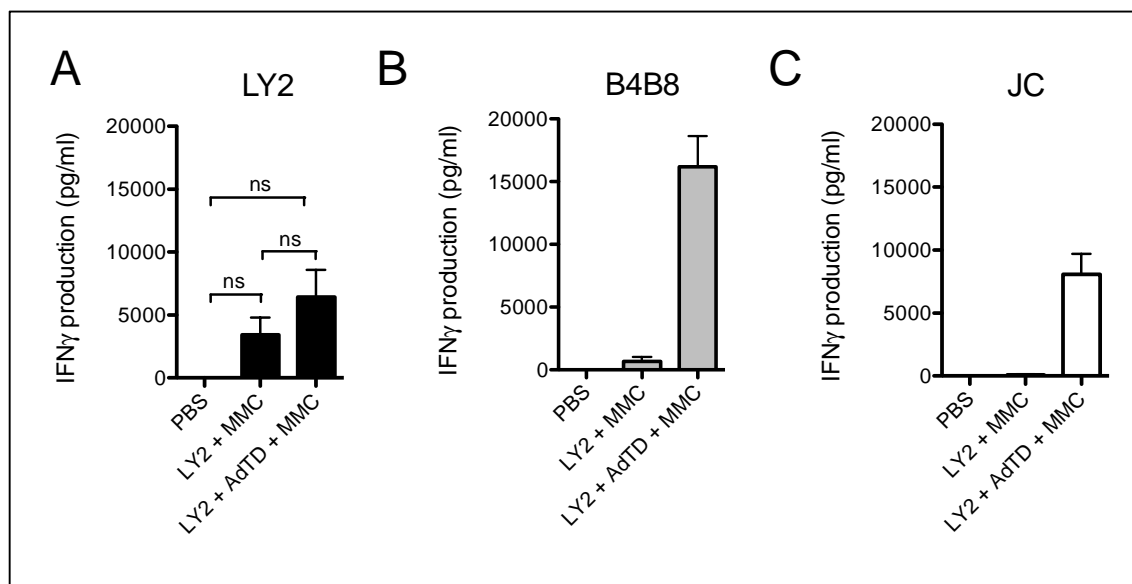 A
LY2
IFNγ production (pg/ml)
20000
15000
10000
5000
0
ns
ns
ns
PBS
LY2 + MMC
LY2 + AdTD + MMC
B
B4B8
IFNγ production (pg/ml)
20000
15000
10000
5000
0
PBS
LY2 + MMC
LY2 + AdTD + MMC
C
JC
IFNγ production (pg/ml)
20000
15000
10000
5000
0
PBS
LY2 + MMC
LY2 + AdTD + MMC